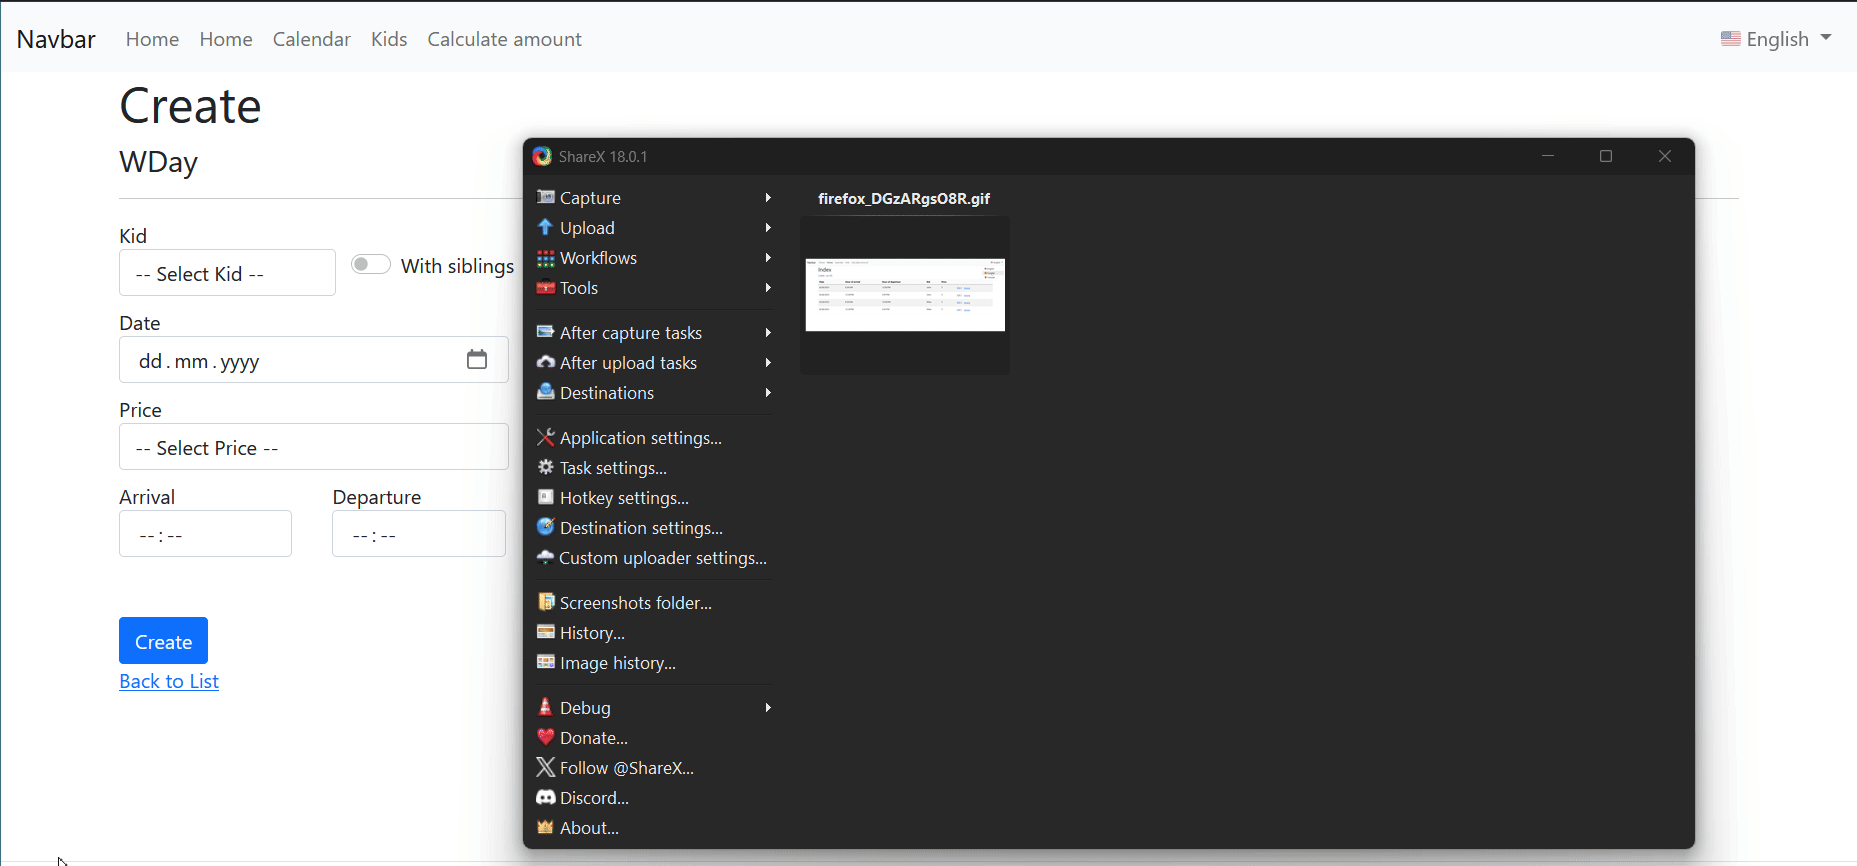 Navbar Home Home Calendar Kids Calculate amount English
Create
WDay
Kid
-- Select Kid --
With siblings
Date
dd.mm.yyyy
Price
-- Select Price --
Arrival Departure
--:-- --:--
Create
Back to List
ShareX 18.0.1
Capture
Upload
Workflows
Tools
After capture tasks
After upload tasks
Destinations
Application settings...
Task settings...
Hotkey settings...
Destination settings...
Custom uploader settings...
Screenshots folder...
History...
Image history...
Debug
Donate...
Follow @ShareX...
Discord...
About...
firefox_DGzARgsO8R.gif
Index